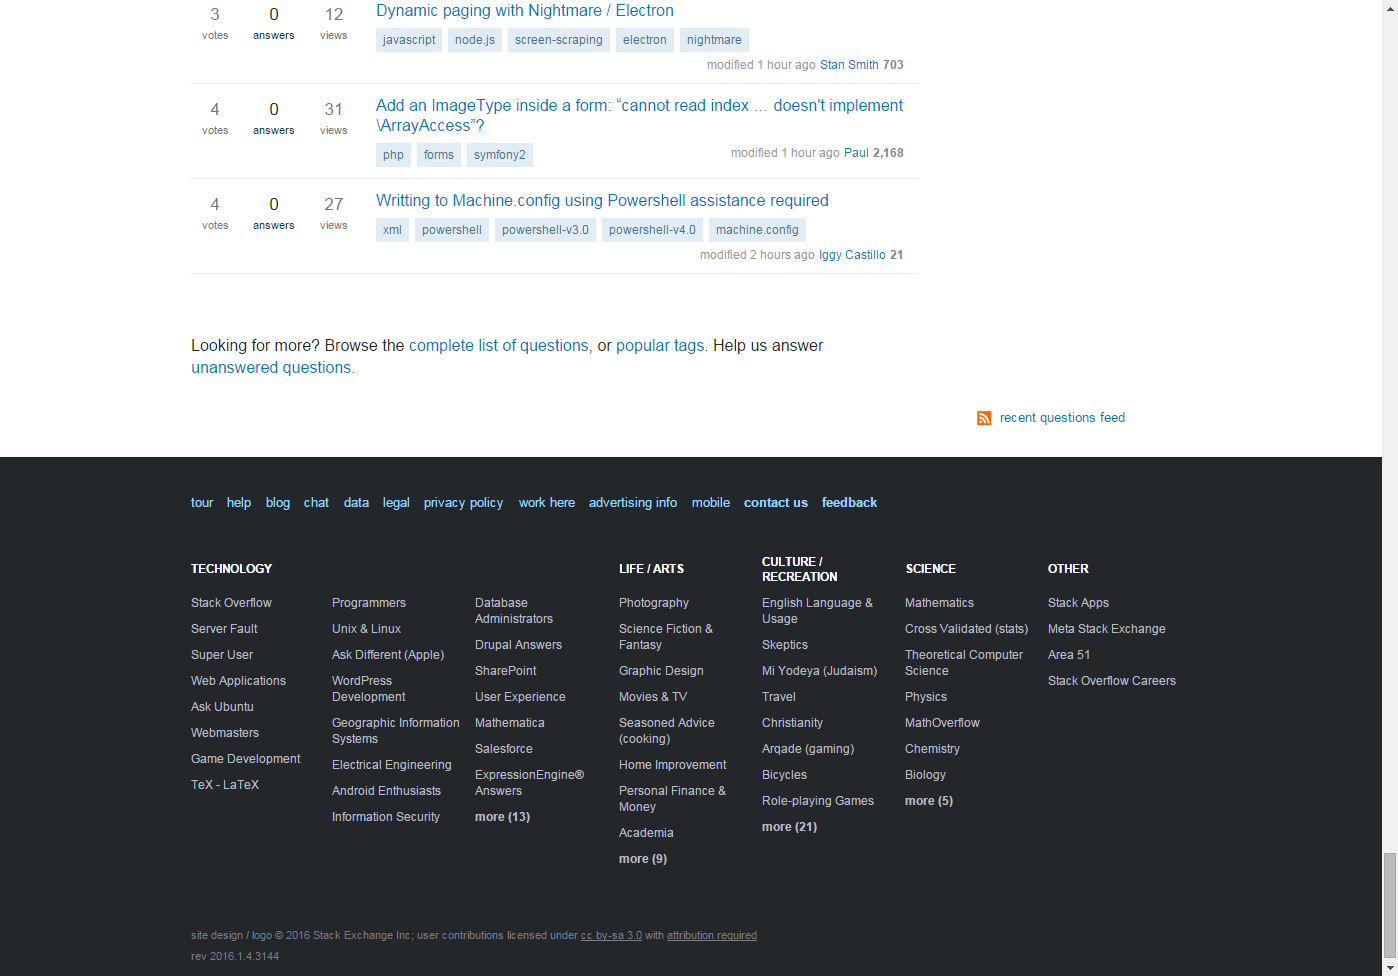 3 0 12 Dynamic paging with Nightmare / Electron
votes answers views javascript node.js screen-scraping electron nightmare
modified 1 hour ago Stan Smith 703
4 0 31 Add an ImageType inside a form: “cannot read index … doesn't implement
\ArrayAccess”?
votes answers views
php forms symfony2 modified 1 hour ago Paul 2,168
4 0 27 Writting to Machine.config using Powershell assistance required
votes answers views xml powershell powershell-v3.0 powershell-v4.0 machine.config
modified 2 hours ago Iggy Castillo 21
Looking for more? Browse the complete list of questions, or popular tags. Help us answer
unanswered questions.
recent questions feed
tour help blog chat data legal privacy policy work here advertising info mobile contact us feedback
TECHNOLOGY
Stack Overflow
Server Fault
Super User
Web Applications
Ask Ubuntu
Webmasters
Game Development
TeX - LaTeX
Programmers
Unix & Linux
Ask Different (Apple)
WordPress
Development
Geographic Information
Systems
Electrical Engineering
Android Enthusiasts
Information Security
Database
Administrators
Drupal Answers
SharePoint
User Experience
Mathematica
Salesforce
ExpressionEngine®
Answers
more (13)
LIFE / ARTS
Photography
Science Fiction &
Fantasy
Graphic Design
Movies & TV
Seasoned Advice
(cooking)
Home Improvement
Personal Finance &
Money
Academia
more (9)
CULTURE /
RECREATION
English Language &
Usage
Skeptics
Mi Yodeya (Judaism)
Travel
Christianity
Arqade (gaming)
Bicycles
Role-playing Games
more (21)
SCIENCE
Mathematics
Cross Validated (stats)
Theoretical Computer
Science
Physics
MathOverflow
Chemistry
Biology
more (5)
OTHER
Stack Apps
Meta Stack Exchange
Area 51
Stack Overflow Careers
site design / logo © 2016 Stack Exchange Inc; user contributions licensed under cc by-sa 3.0 with attribution required
rev 2016.1.4.3144